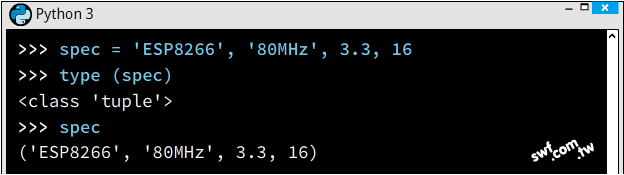 Python 3
>>> spec = 'ESP8266', '80MHz', 3.3, 16
>>> type (spec)
<class 'tuple'>
>>> spec
('ESP8266', '80MHz', 3.3, 16)
swf.com.tw